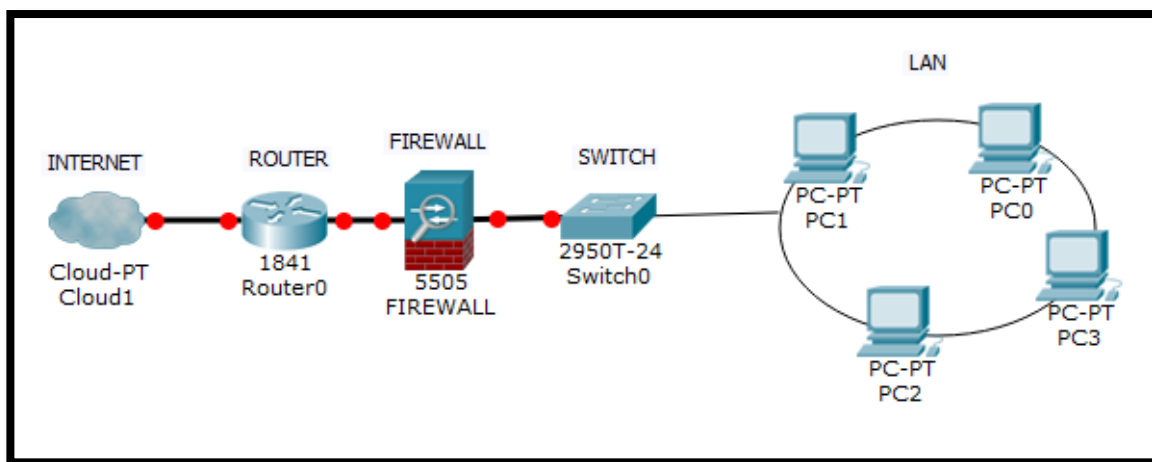 INTERNET
Cloud-PT
Cloud1
ROUTER
1841
Router0
FIREWALL
5505
FIREWALL
SWITCH
2950T-24
Switch0
LAN
PC-PT
PC1
PC-PT
PC0
PC-PT
PC3
PC-PT
PC2